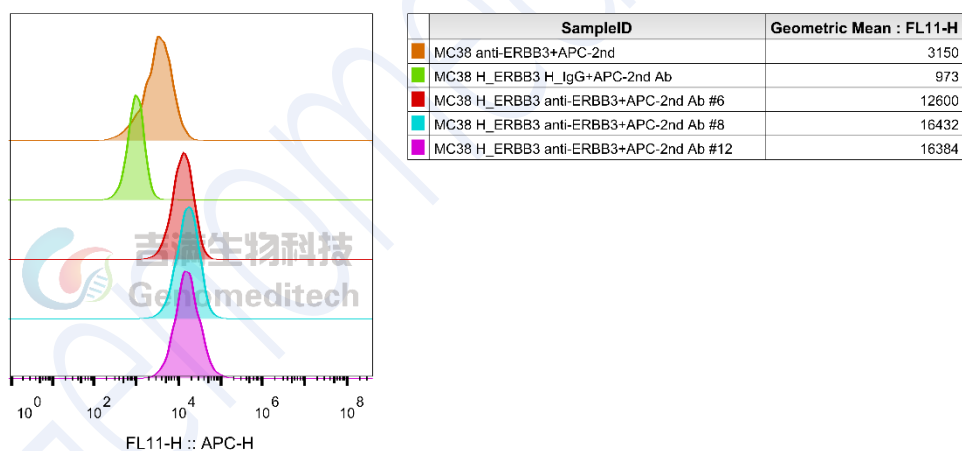 SampleID Geometric Mean : FL11-H
MC38 anti-ERBB3+APC-2nd 3150
MC38 H_ERBB3 H_IgG+APC-2nd Ab 973
MC38 H_ERBB3 anti-ERBB3+APC-2nd Ab #6 12600
MC38 H_ERBB3 anti-ERBB3+APC-2nd Ab #8 16432
MC38 H_ERBB3 anti-ERBB3+APC-2nd Ab #12 16384
吉满生物科技
Genomeditech
10^0 10^2 10^4 10^6 10^8
FL11-H :: APC-H